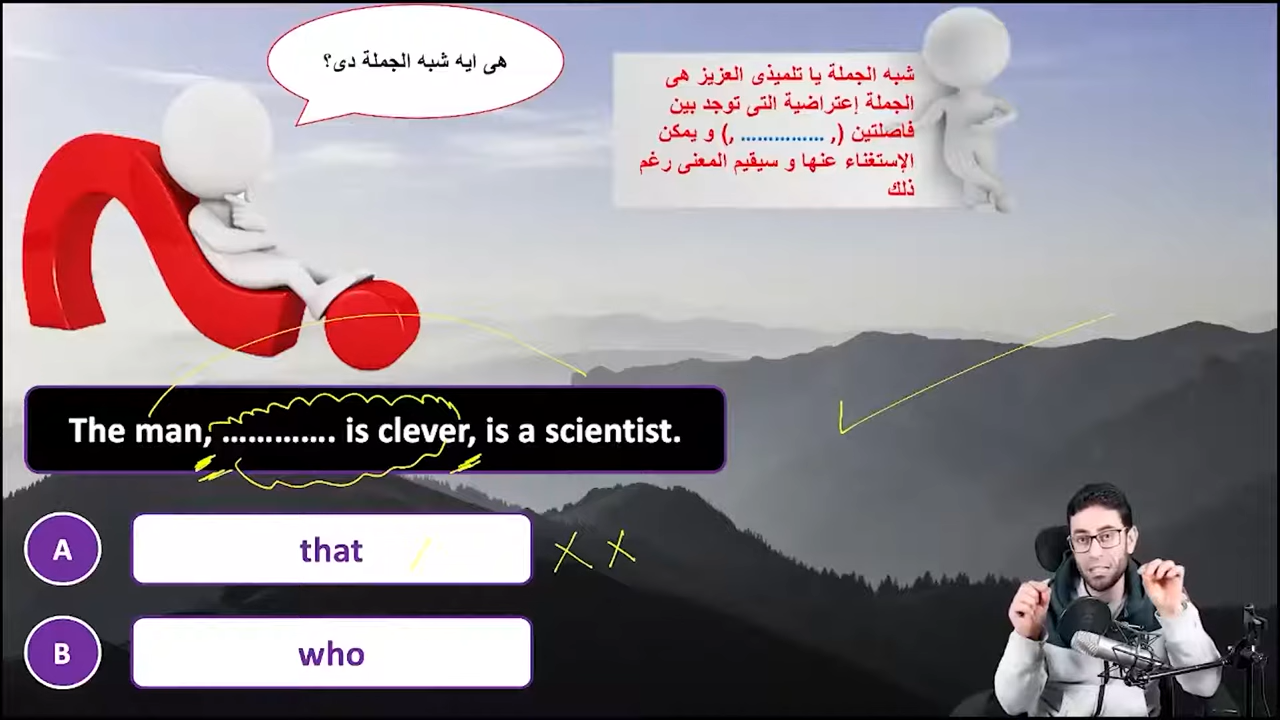 هى ايه شبه الجملة دى؟
شبه الجملة يا تلميذى العزيز هى
الجملة إعتراضية التى توجد بين
فاصلتين (, ............... ,) و يمكن
الإستغناء عنها و سيقيم المعنى رغم
ذلك
The man, ............. is clever, is a scientist.
A that
B who